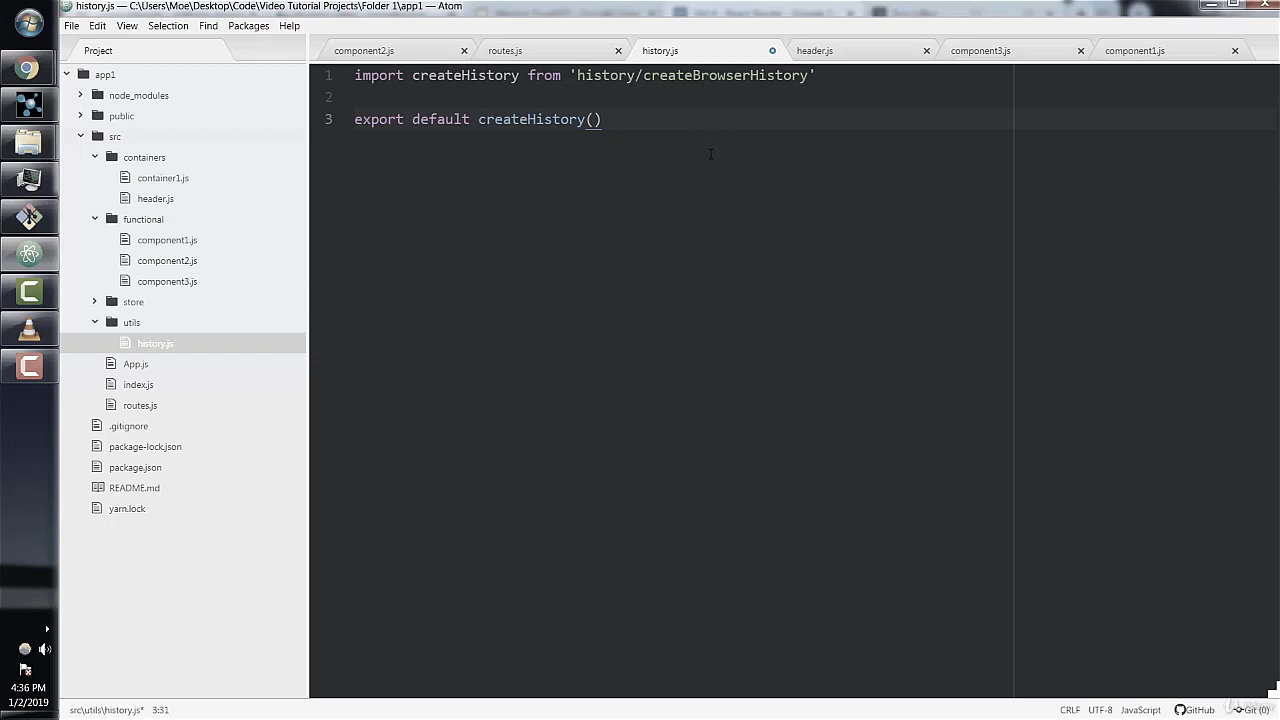 history.js — C:\Users\Moe\Desktop\Code\Video Tutorial Projects\Folder 1\app1 — Atom
File Edit View Selection Find Packages Help
Project
component2.js
routes.js
history.js
header.js
component3.js
component1.js
app1
node_modules
public
src
containers
container1.js
header.js
functional
component1.js
component2.js
component3.js
store
utils
history.js
App.js
index.js
routes.js
.gitignore
package-lock.json
package.json
README.md
yarn.lock
1 import createHistory from 'history/createBrowserHistory'
2
3 export default createHistory()
4:36 PM
1/2/2019
src\utils\history.js* 3:31
CRLF UTF-8 JavaScript GitHub Git (0)